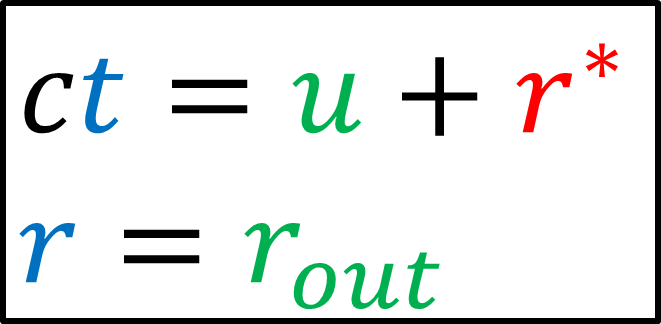 ct = u + r*
r = r_out